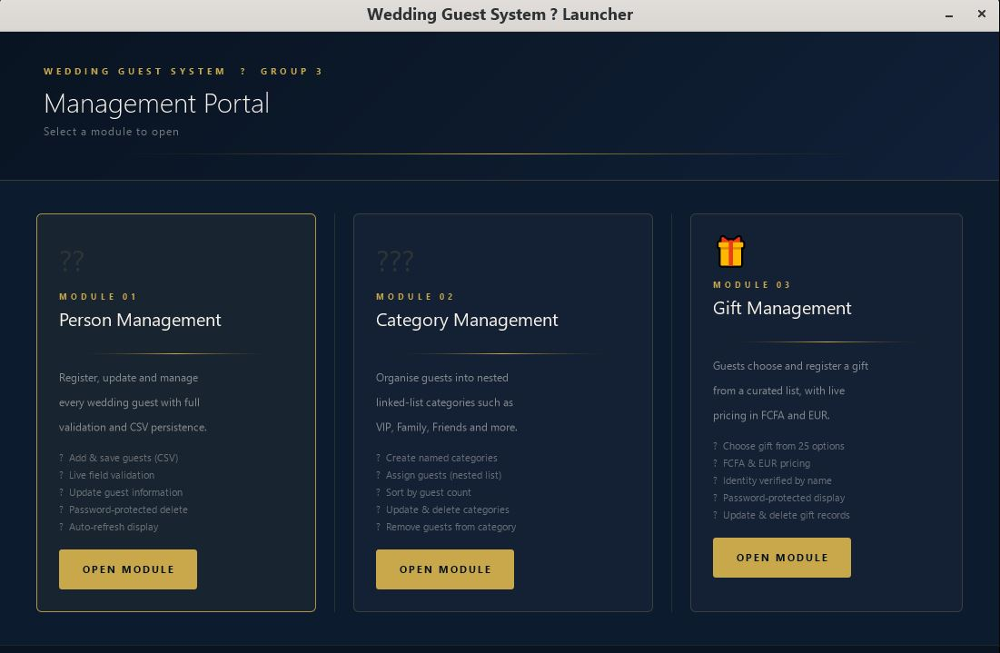 Wedding Guest System ? Launcher
WEDDING GUEST SYSTEM ? GROUP 3
Management Portal
Select a module to open
??
MODULE 01
Person Management
Register, update and manage
every wedding guest with full
validation and CSV persistence.
? Add & save guests (CSV)
? Live field validation
? Update guest information
? Password-protected delete
? Auto-refresh display
OPEN MODULE
???
MODULE 02
Category Management
Organise guests into nested
linked-list categories such as
VIP, Family, Friends and more.
? Create named categories
? Assign guests (nested list)
? Sort by guest count
? Update & delete categories
? Remove guests from category
OPEN MODULE
MODULE 03
Gift Management
Guests choose and register a gift
from a curated list, with live
pricing in FCFA and EUR.
? Choose gift from 25 options
? FCFA & EUR pricing
? Identity verified by name
? Password-protected display
? Update & delete gift records
OPEN MODULE